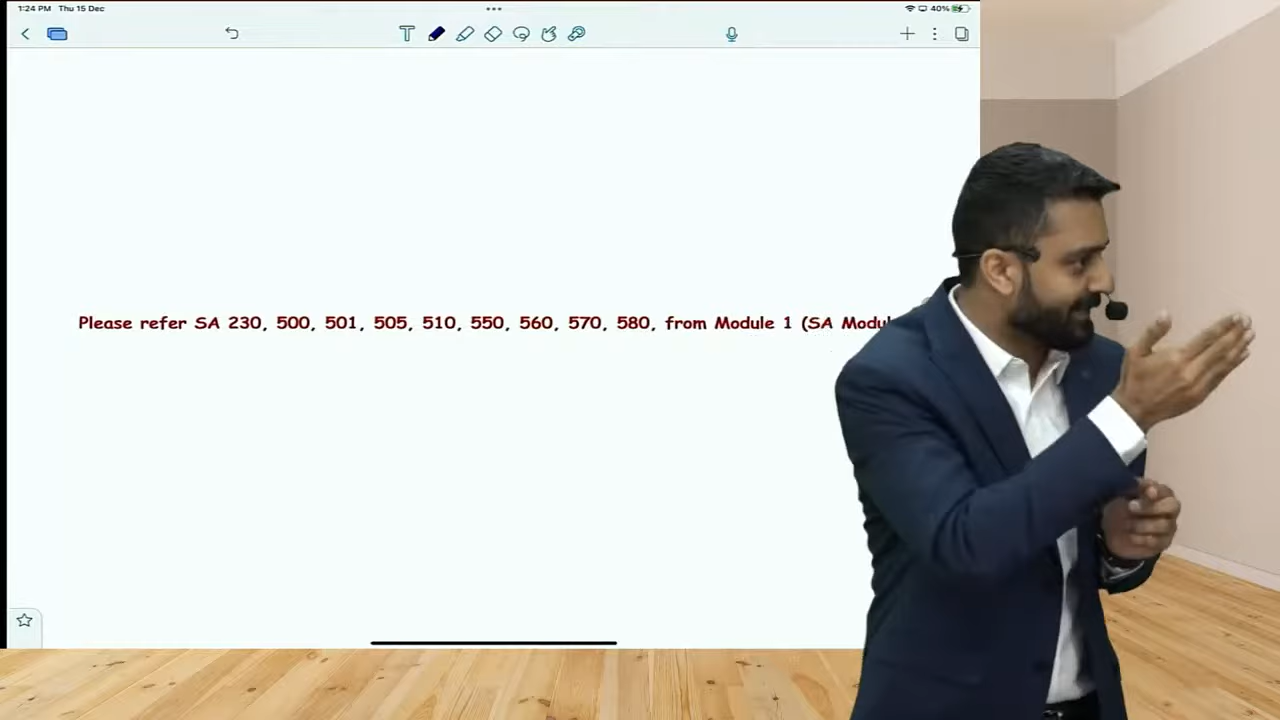 1:24 PM Thu 15 Dec
40%
Please refer SA 230, 500, 501, 505, 510, 550, 560, 570, 580, from Module 1 (SA